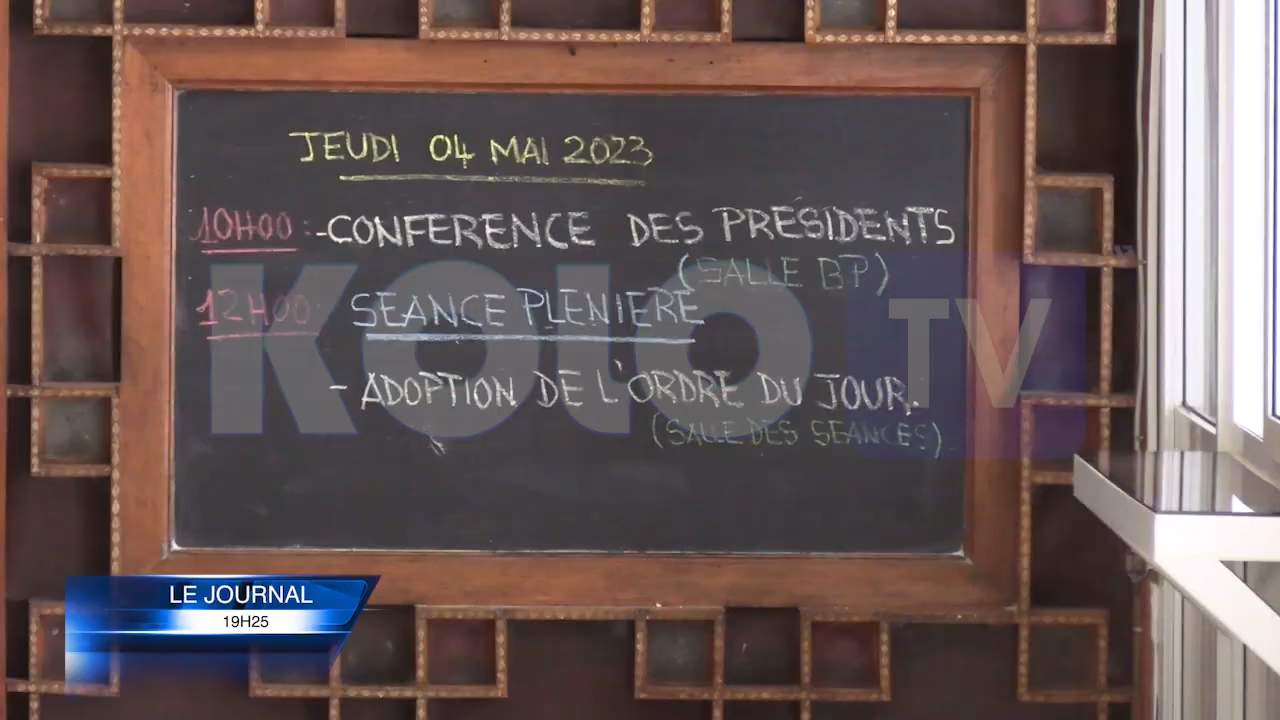 JEUDI 04 MAI 2023
10H00 : - CONFERENCE DES PRÉSIDENTS
(SALLE BP)
12H00: SEANCE PLENIERE
- ADOPTION DE L'ORDRE DU JOUR.
(SALLE DES SEANCES)
KOLO TV
LE JOURNAL
19H25